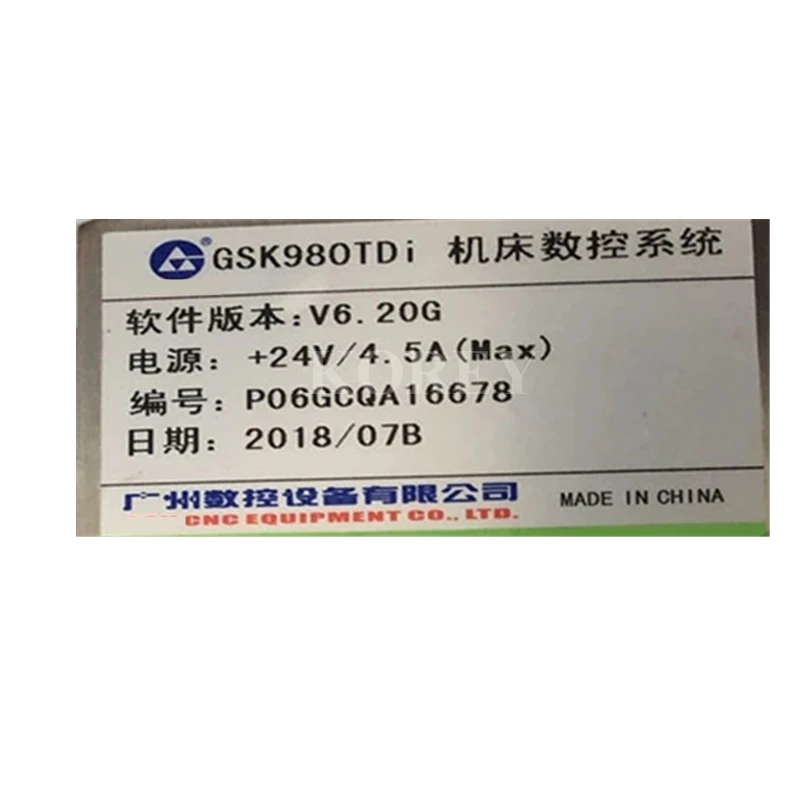 ®GSK980TDi 机床数控系统
软件版本:V6.20G
电源: +24V/4.5A(Max)
KOREY
编号: P06GCQA16678
日期: 2018/07B
广州数控设备有限公司 MADE IN CHINA
CNC EQUIPMENT CO., LTD.